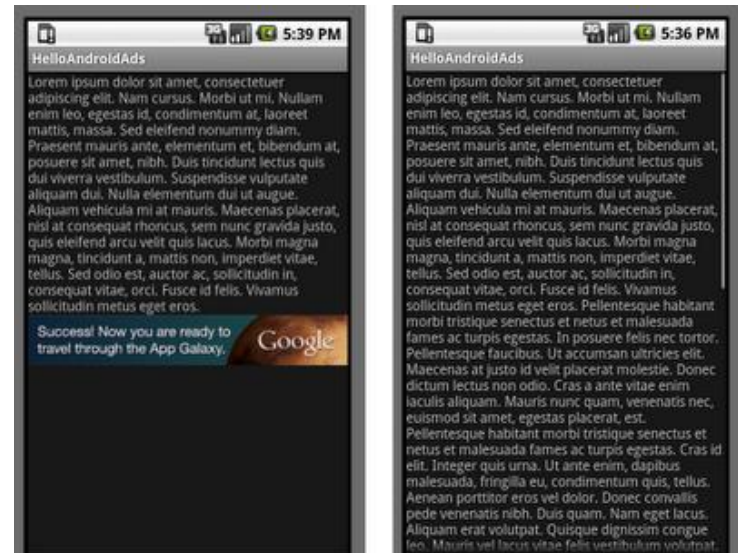 5:39 PM
HelloAndroidAds
Lorem ipsum dolor sit amet, consectetuer
adipiscing elit. Nam cursus. Morbi ut mi. Nullam
enim leo, egestas id, condimentum at, laoreet
mattis, massa. Sed eleifend nonummy diam.
Praesent mauris ante, elementum et, bibendum at,
posuere sit amet, nibh. Duis tincidunt lectus quis
dui viverra vestibulum. Suspendisse vulputate
aliquam dui. Nulla elementum dui ut augue.
Aliquam vehicula mi at mauris. Maecenas placerat,
nisl at consequat rhoncus, sem nunc gravida justo,
quis eleifend arcu velit quis lacus. Morbi magna
magna, tincidunt a, mattis non, imperdiet vitae,
tellus. Sed odio est, auctor ac, sollicitudin in,
consequat vitae, orci. Fusce id felis. Vivamus
sollicitudin metus eget eros.
Success! Now you are ready to
travel through the App Galaxy.
Google
5:36 PM
HelloAndroidAds
Lorem ipsum dolor sit amet, consectetuer
adipiscing elit. Nam cursus. Morbi ut mi. Nullam
enim leo, egestas id, condimentum at, laoreet
mattis, massa. Sed eleifend nonummy diam.
Praesent mauris ante, elementum et, bibendum at,
posuere sit amet, nibh. Duis tincidunt lectus quis
dui viverra vestibulum. Suspendisse vulputate
aliquam dui. Nulla elementum dui ut augue.
Aliquam vehicula mi at mauris. Maecenas placerat,
nisl at consequat rhoncus, sem nunc gravida justo,
quis eleifend arcu velit quis lacus. Morbi magna
magna, tincidunt a, mattis non, imperdiet vitae,
tellus. Sed odio est, auctor ac, sollicitudin in,
consequat vitae, orci. Fusce id felis. Vivamus
sollicitudin metus eget eros. Pellentesque habitant
morbi tristique senectus et netus et malesuada
fames ac turpis egestas. In posuere felis nec tortor.
Pellentesque faucibus. Ut accumsan ultricies elit.
Maecenas at justo id velit placerat molestie. Donec
dictum lectus non odio. Cras a ante vitae enim
iaculis aliquam. Mauris nunc quam, venenatis nec,
euismod sit amet, egestas placerat, est.
Pellentesque habitant morbi tristique senectus et
netus et malesuada fames ac turpis egestas. Cras id
elit. Integer quis urna. Ut ante enim, dapibus
malesuada, fringilla eu, condimentum quis, tellus.
Aenean porttitor eros vel dolor. Donec convallis
pede venenatis nibh. Duis quam. Nam eget lacus.
Aliquam erat volutpat. Quisque dignissim congue
leo. Mauris vel lacus vitae felis vestibulum volutpat.